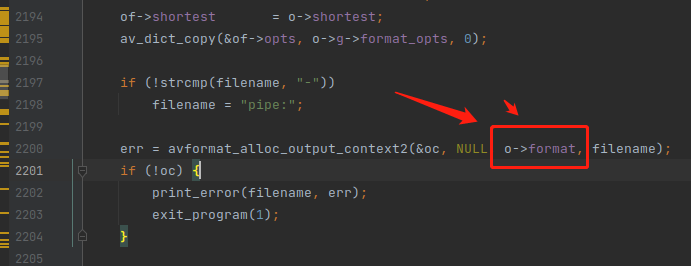 2194 of->shortest = o->shortest;
2195 av_dict_copy(&of->opts, o->g->format_opts, 0);
2196
2197 if (!strcmp(filename, "-"))
2198 filename = "pipe:";
2199
2200 err = avformat_alloc_output_context2(&oc, NULL o->format, filename);
2201 if (!oc) {
2202 print_error(filename, err);
2203 exit_program(1);
2204 }
2205